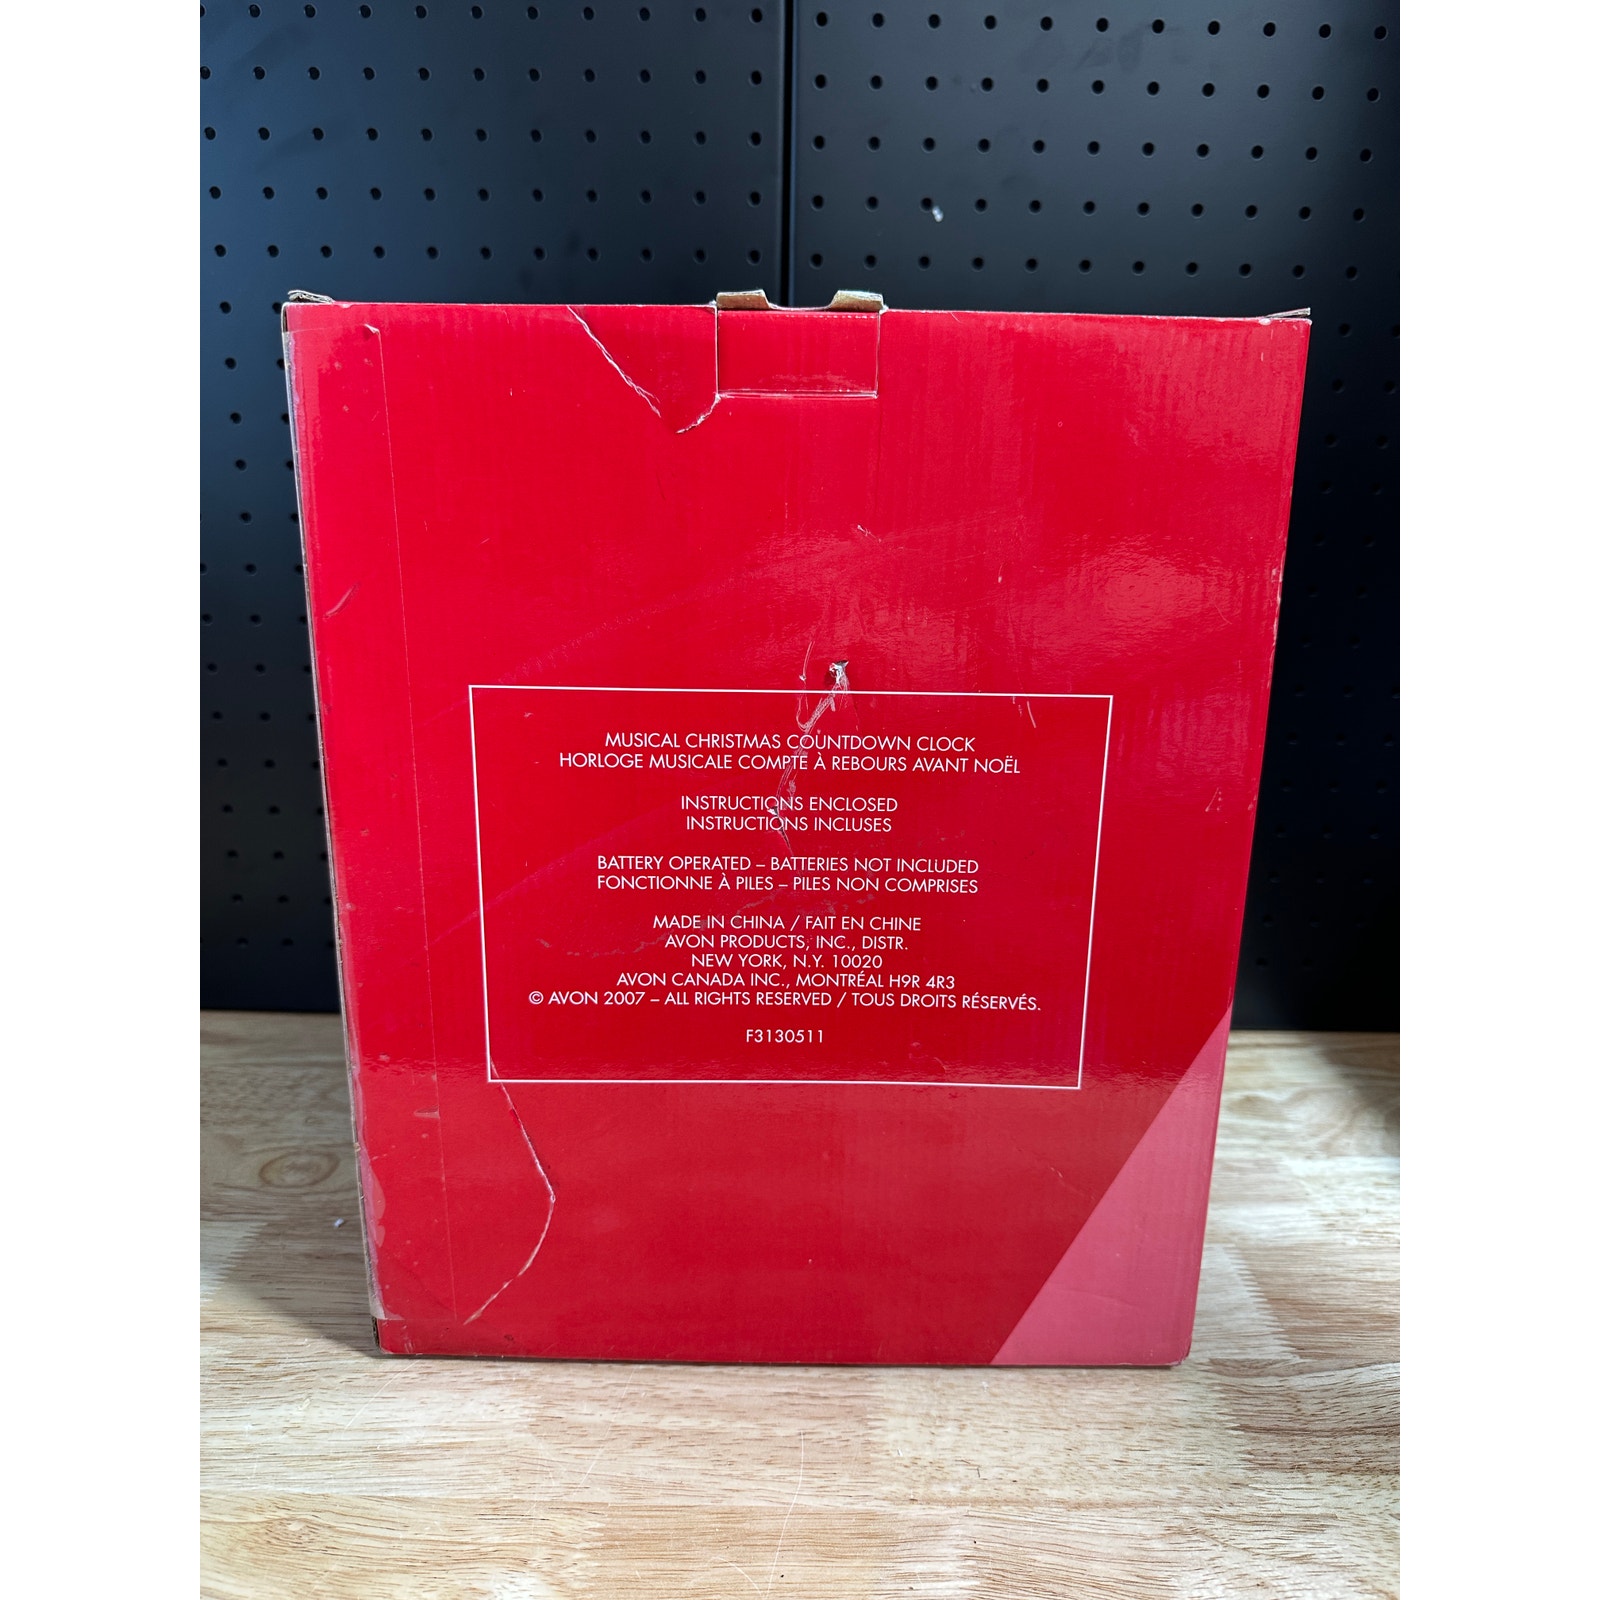 MUSICAL CHRISTMAS COUNTDOWN CLOCK
HORLOGE MUSICALE COMPTE À REBOURS AVANT NOËL
INSTRUCTIONS ENCLOSED
INSTRUCTIONS INCLUSES
BATTERY OPERATED – BATTERIES NOT INCLUDED
FONCTIONNE À PILES – PILES NON COMPRISES
MADE IN CHINA / FAIT EN CHINE
AVON PRODUCTS, INC., DISTR.
NEW YORK, N.Y. 10020
AVON CANADA INC., MONTRÉAL H9R 4R3
© AVON 2007 – ALL RIGHTS RESERVED / TOUS DROITS RÉSERVÉS.
F3130511